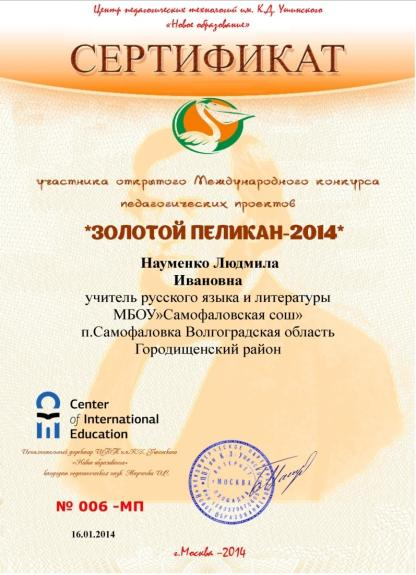 Центр педагогических технологий им. К.Д. Ушинского
«Новое образование»
СЕРТИФИКАТ
участника открытого Международного конкурса
педагогических проектов
*ЗОЛОТОЙ ПЕЛИКАН-2014*
Науменко Людмила
Ивановна
учитель русского языка и литературы
МБОУ»Самофаловская сош»
п.Самофаловка Волгоградская область
Городищенский район
Center
of International
Education
Исполнительный директор ЦПТ им.К.Д. Ушинского
«Новое образование»
кандидат педагогических наук
МОСКВА
№ 006 -МП
16.01.2014
г.Москва -2014